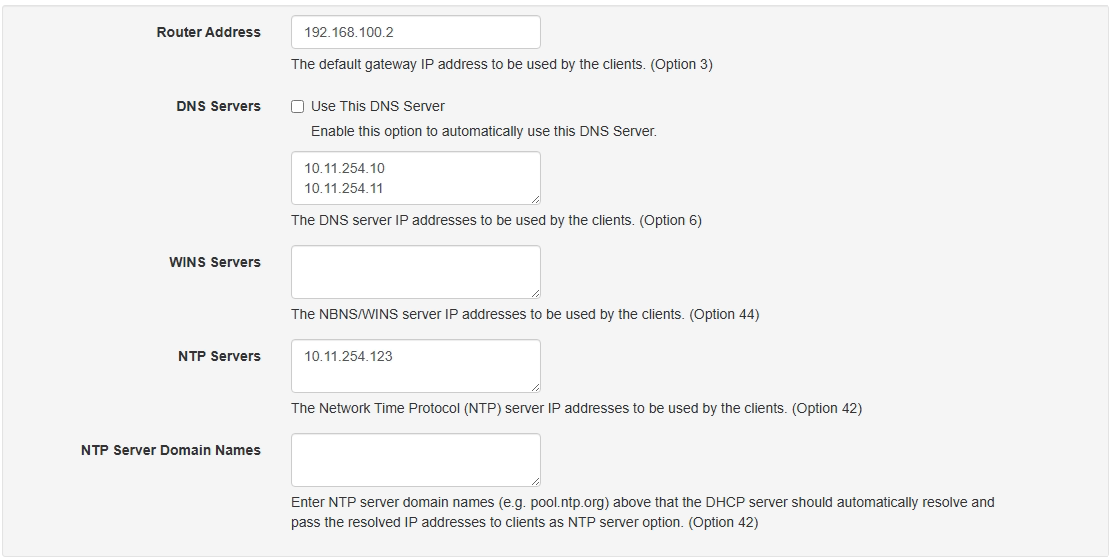 Router Address
192.168.100.2
The default gateway IP address to be used by the clients. (Option 3)
DNS Servers
Use This DNS Server
Enable this option to automatically use this DNS Server.
10.11.254.10
10.11.254.11
The DNS server IP addresses to be used by the clients. (Option 6)
WINS Servers
The NBNS/WINS server IP addresses to be used by the clients. (Option 44)
NTP Servers
10.11.254.123
The Network Time Protocol (NTP) server IP addresses to be used by the clients. (Option 42)
NTP Server Domain Names
Enter NTP server domain names (e.g. pool.ntp.org) above that the DHCP server should automatically resolve and
pass the resolved IP addresses to clients as NTP server option. (Option 42)